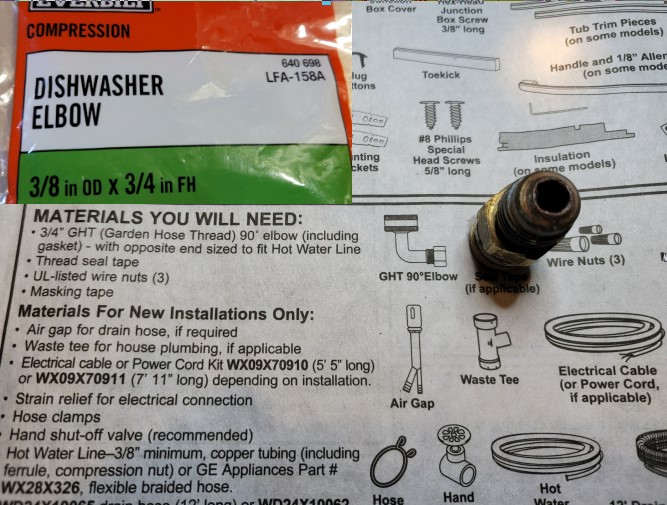 EVERBILT
COMPRESSION
640 698
LFA-158A
DISHWASHER
ELBOW
3/8 in OD X 3/4 in FH
Box Cover
Junction
Box Screw
3/8" long
Tub Trim Pieces
(on some models)
Toekick
Handle and 1/8" Allen
(on some models)
#8 Phillips
Special
Head Screws
5/8" long
Insulation
(on some models)
MATERIALS YOU WILL NEED:
• 3/4" GHT (Garden Hose Thread) 90° elbow (including
gasket) - with opposite end sized to fit Hot Water Line
• Thread seal tape
• UL-listed wire nuts (3)
• Masking tape
Materials For New Installations Only:
• Air gap for drain hose, if required
• Waste tee for house plumbing, if applicable
• Electrical cable or Power Cord Kit WX09X70910 (5' 5" long)
or WX09X70911 (7' 11" long) depending on installation.
• Strain relief for electrical connection
• Hose clamps
• Hand shut-off valve (recommended)
Hot Water Line–3/8" minimum, copper tubing (including
ferrule, compression nut) or GE Appliances Part #
WX28X326, flexible braided hose.
drain hose (12' long) or
GHT 90°Elbow
(if applicable)
Wire Nuts (3)
Air Gap
Waste Tee
Electrical Cable
(or Power Cord,
if applicable)
Hose
Hand
Hot
Water